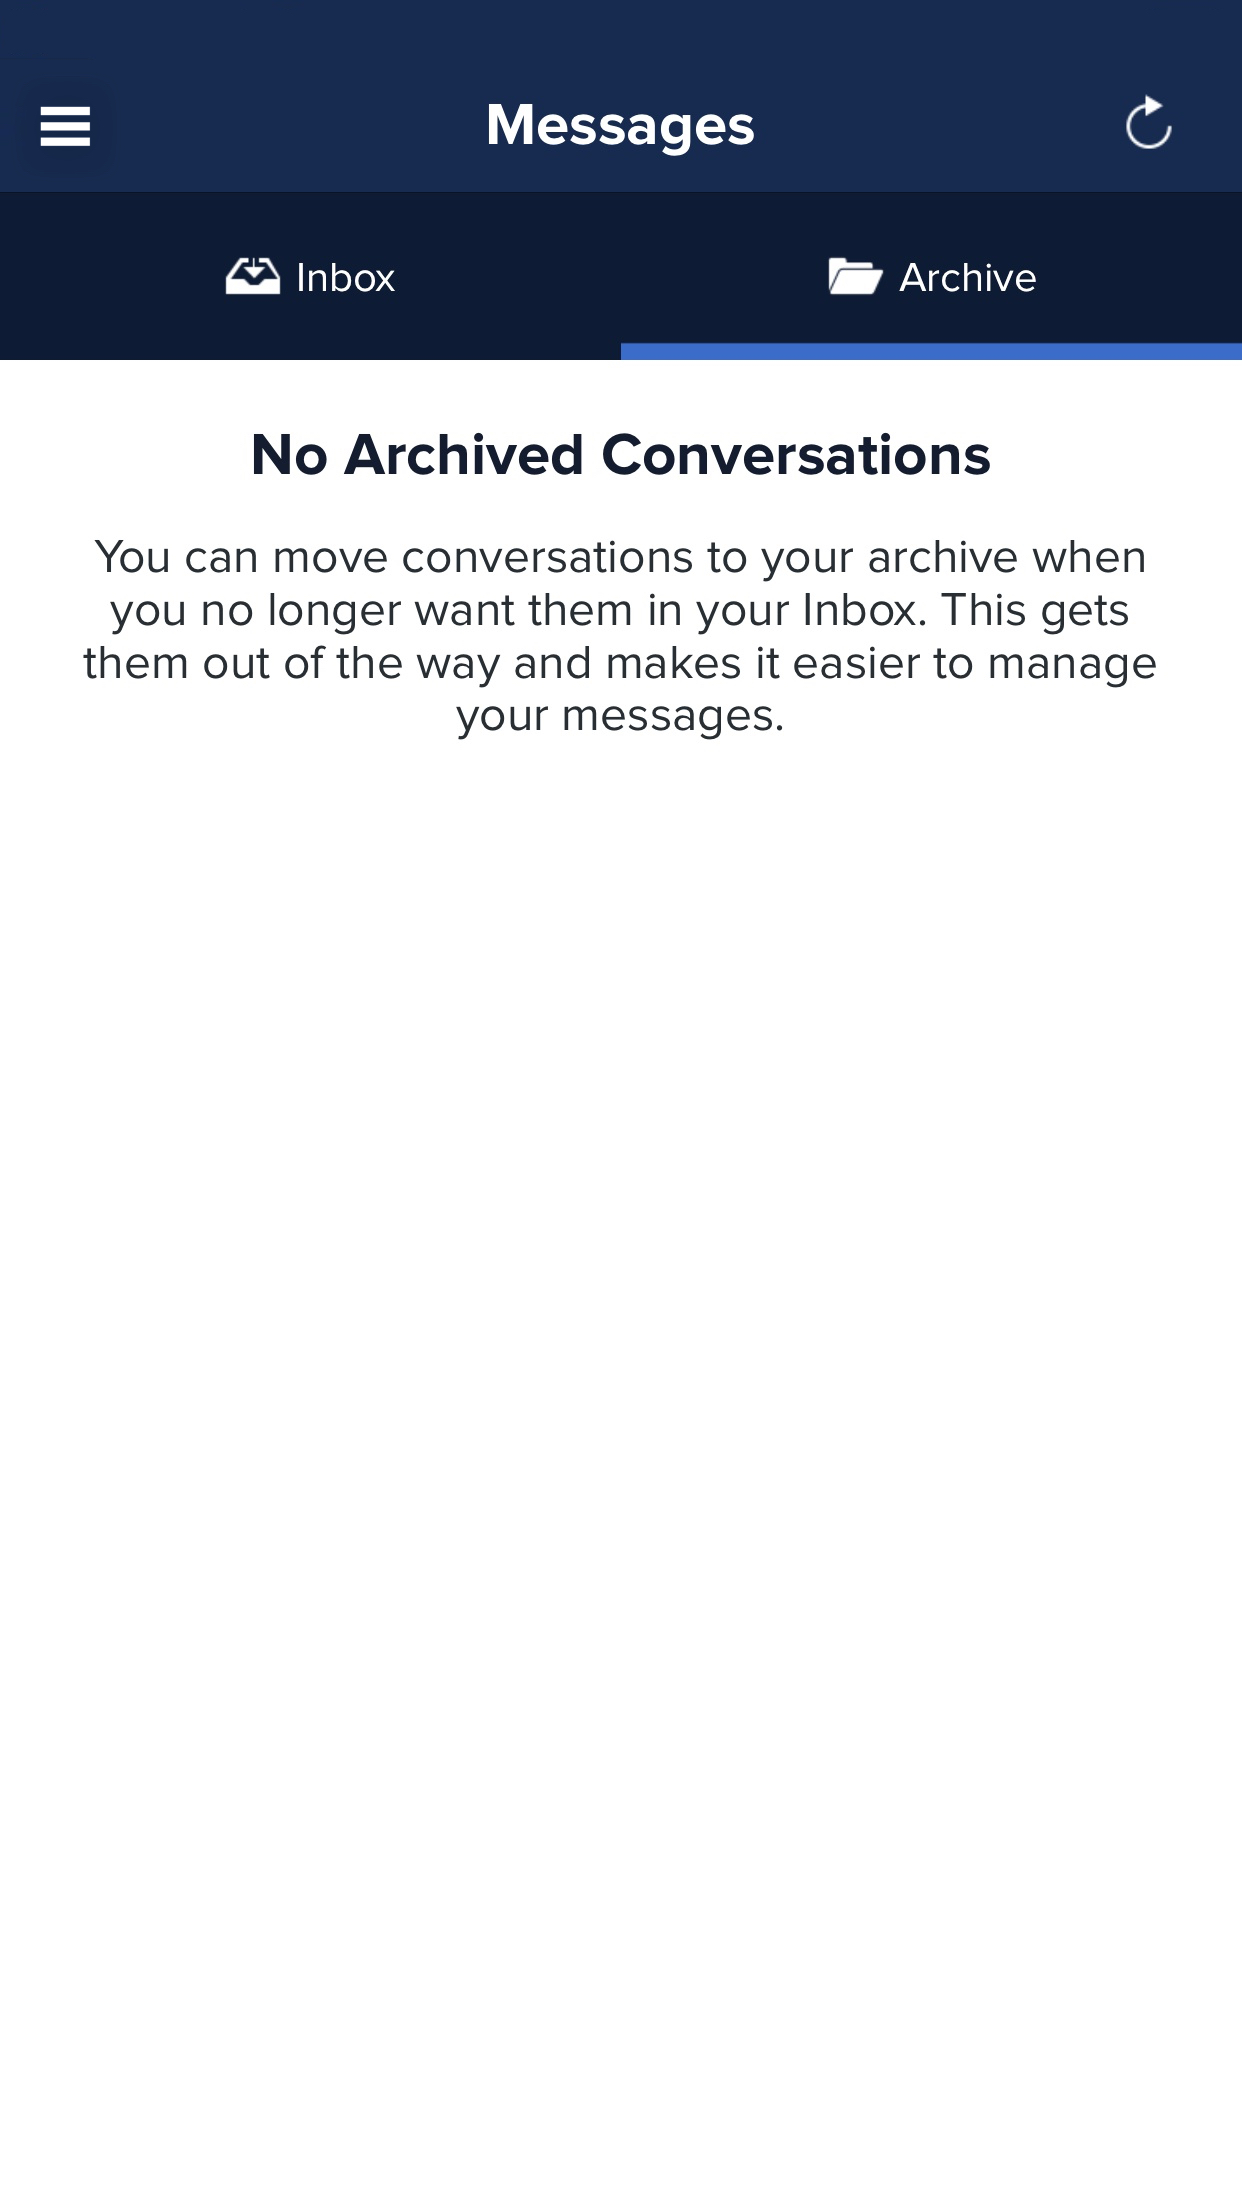 Messages
Inbox
Archive
No Archived Conversations
You can move conversations to your archive when
you no longer want them in your Inbox. This gets
them out of the way and makes it easier to manage
your messages.